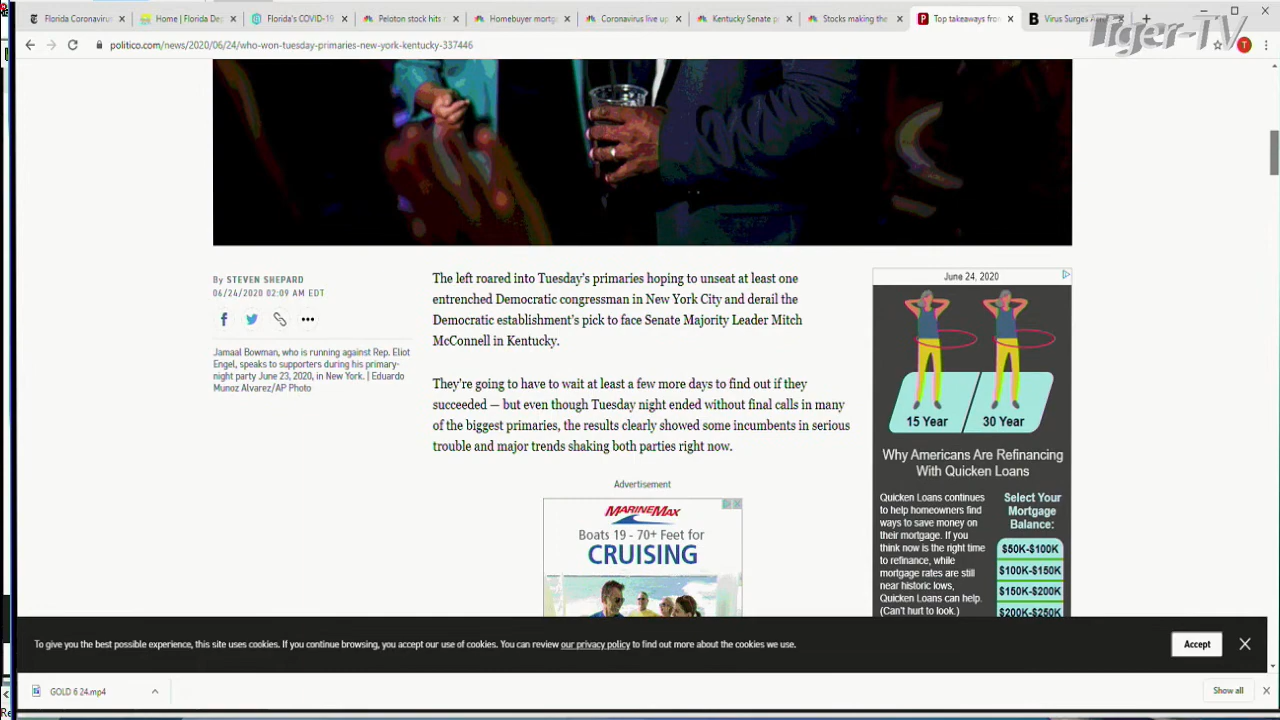 Florida Coronavirus
Home | Florida De
Florida's COVID-19
Peloton stock hits
Homebuyer mortg
Coronavirus live up
Kentucky Senate p
Stocks making the
Top takeaways from
Virus Surges A
Tiger-TV
politico.com/news/2020/06/24/who-won-tuesday-primaries-new-york-kentucky-337446
T
By STEVEN SHEPARD
06/24/2020 02:09 AM EDT
Jamaal Bowman, who is running against Rep. Eliot
Engel, speaks to supporters during his primary-
night party June 23, 2020, in New York. | Eduardo
Munoz Alvarez/AP Photo
The left roared into Tuesday's primaries hoping to unseat at least one
entrenched Democratic congressman in New York City and derail the
Democratic establishment's pick to face Senate Majority Leader Mitch
McConnell in Kentucky.
They're going to have to wait at least a few more days to find out if they
succeeded — but even though Tuesday night ended without final calls in many
of the biggest primaries, the results clearly showed some incumbents in serious
trouble and major trends shaking both parties right now.
Advertisement
MARINEMAX
Boats 19 - 70+ Feet for
CRUISING
June 24, 2020
15 Year
30 Year
Why Americans Are Refinancing
With Quicken Loans
Quicken Loans continues
to help homeowners find
ways to save money on
their mortgage. If you
think now is the right time
to refinance, while
mortgage rates are still
near historic lows,
Quicken Loans can help.
(Can't hurt to look.)
Select Your
Mortgage
Balance:
$50K-$100K
$100K-$150K
$150K-$200K
$200K-$250K
To give you the best possible experience, this site uses cookies. If you continue browsing, you accept our use of cookies. You can review our privacy policy to find out more about the cookies we use.
Accept
GOLD 6 24.mp4
Show all
Re